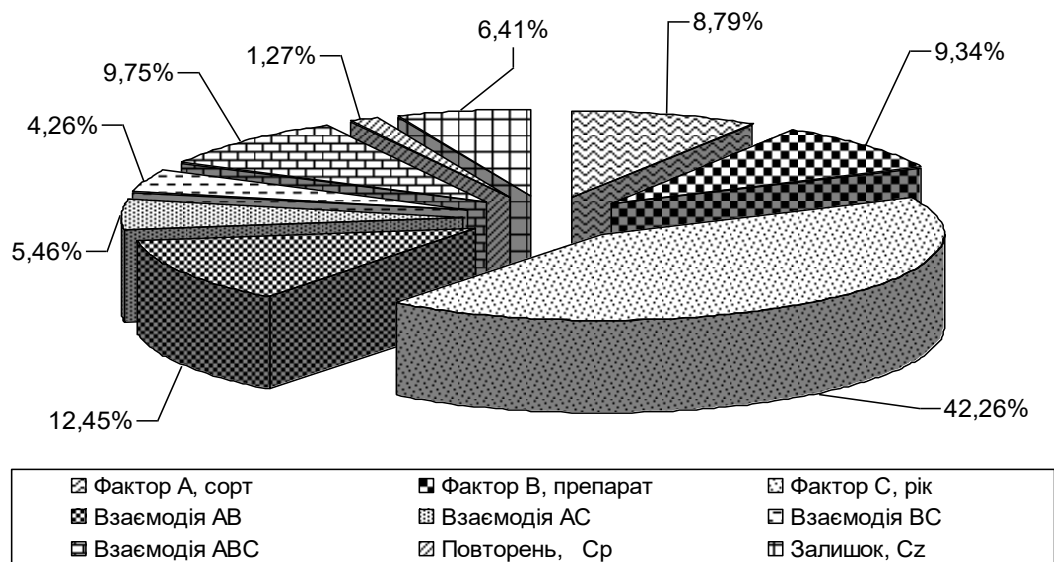 6,41%
8,79%
1,27%
9,34%
9,75%
4,26%
5,46%
12,45%
42,26%
Фактор А, сорт
Фактор В, препарат
Фактор С, рік
Взаємодія АВ
Взаємодія АС
Взаємодія ВС
Взаємодія АВС
Повторень, Ср
Залишок, Cz